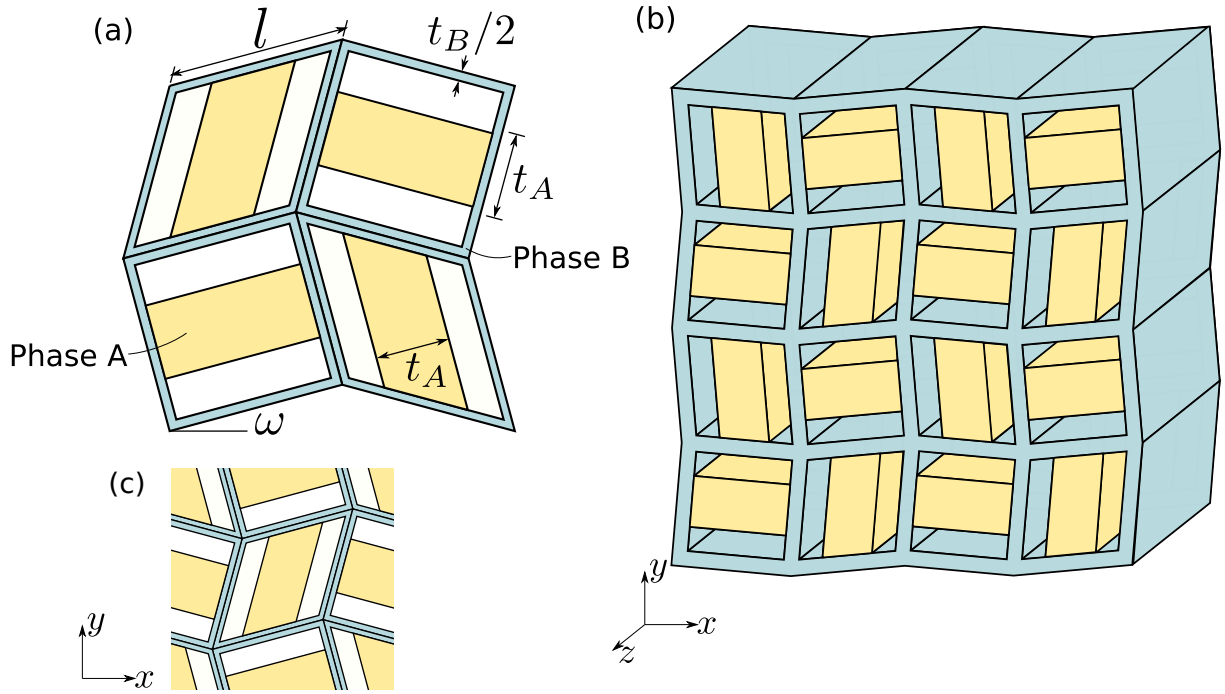 (a)
l
t_B/2
t_A
Phase B
Phase A
t_A
ω
(b)
(c)
y
x
y
x
z